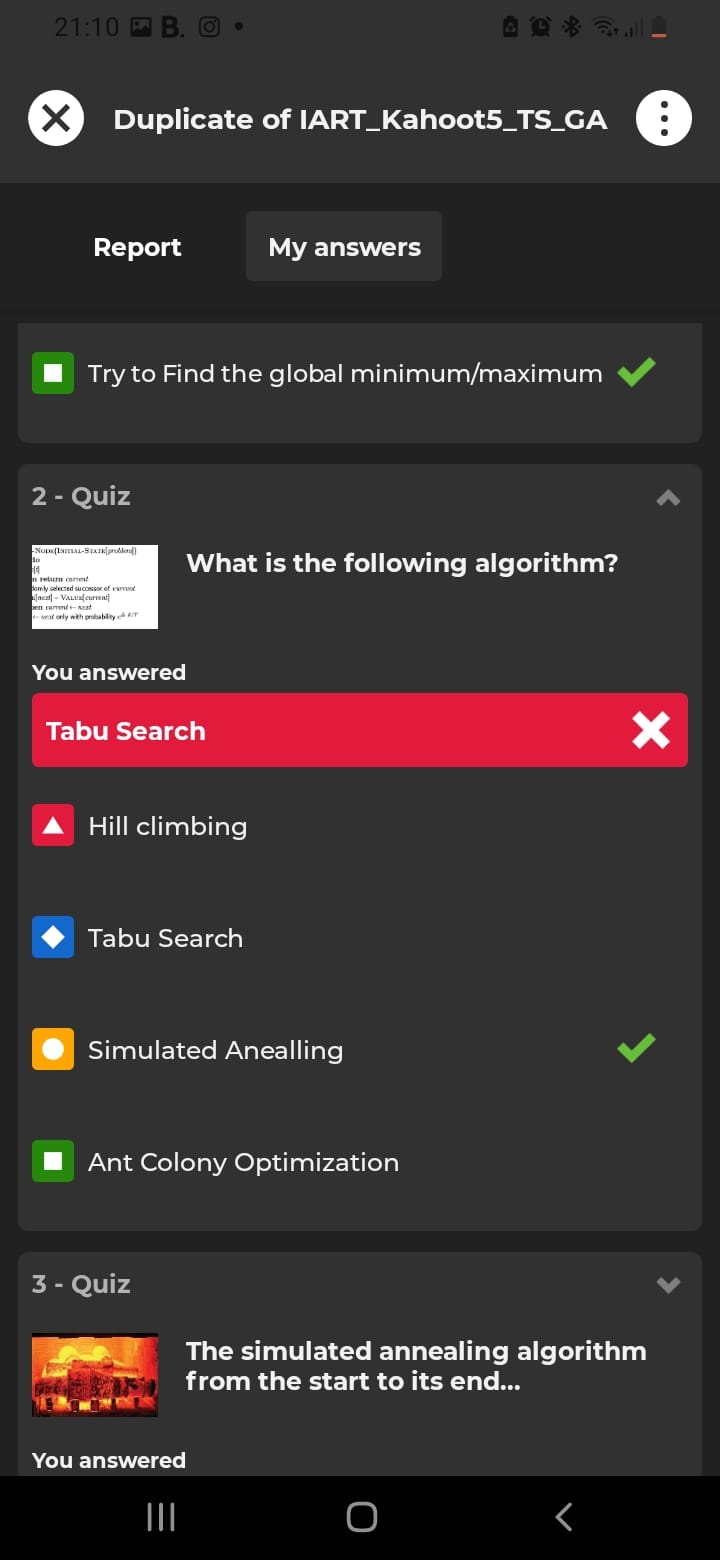 21:10 B.
Duplicate of IART_Kahoot5_TS_GA
Report My answers
Try to Find the global minimum/maximum
2 - Quiz
-NODE(INITIAL-STATE[problem])
do
n return current
domly selected successor of current
[next] – VALUE[current]
en current ← next
← next only with probability
What is the following algorithm?
You answered
Tabu Search
Hill climbing
Tabu Search
Simulated Anealling
Ant Colony Optimization
3 - Quiz
The simulated annealing algorithm
from the start to its end...
You answered